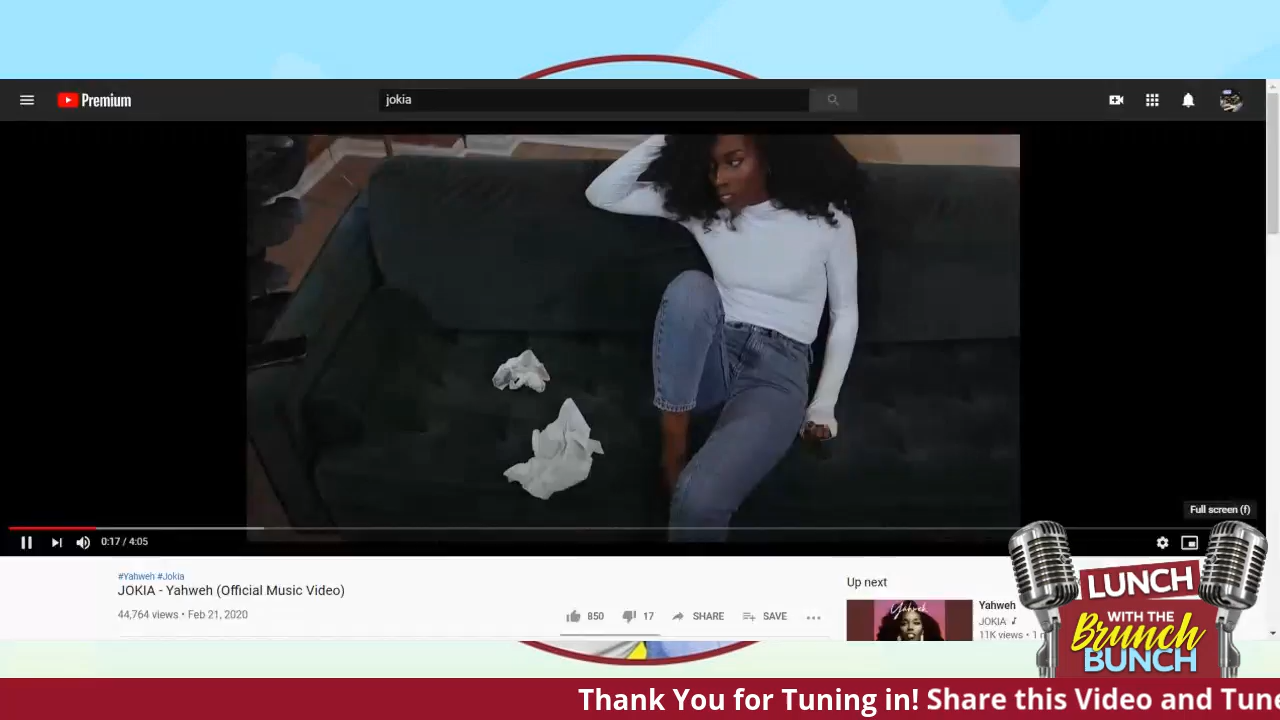 Premium
jokia
Full screen (f)
0:17 / 4:05
#Yahweh #Jokia
JOKIA - Yahweh (Official Music Video)
44,764 views • Feb 21, 2020
850
17
SHARE
SAVE
Up next
Yahweh
Yahweh
JOKIA
11K views •
LUNCH
WITH THE
Brunch
BUNCH
Thank You for Tuning in! Share this Video and Tune